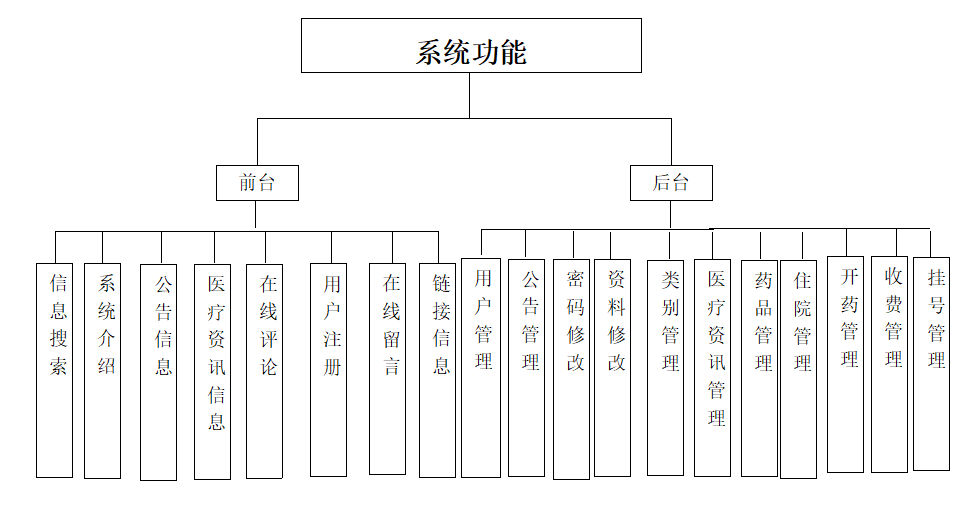 系统功能
前台
后台
信息搜索
系统介绍
公告信息
医疗资讯信息
在线评论
用户注册
在线留言
链接信息
用户管理
公告管理
密码修改
资料修改
类别管理
医疗资讯管理
药品管理
住院管理
开药管理
收费管理
挂号管理